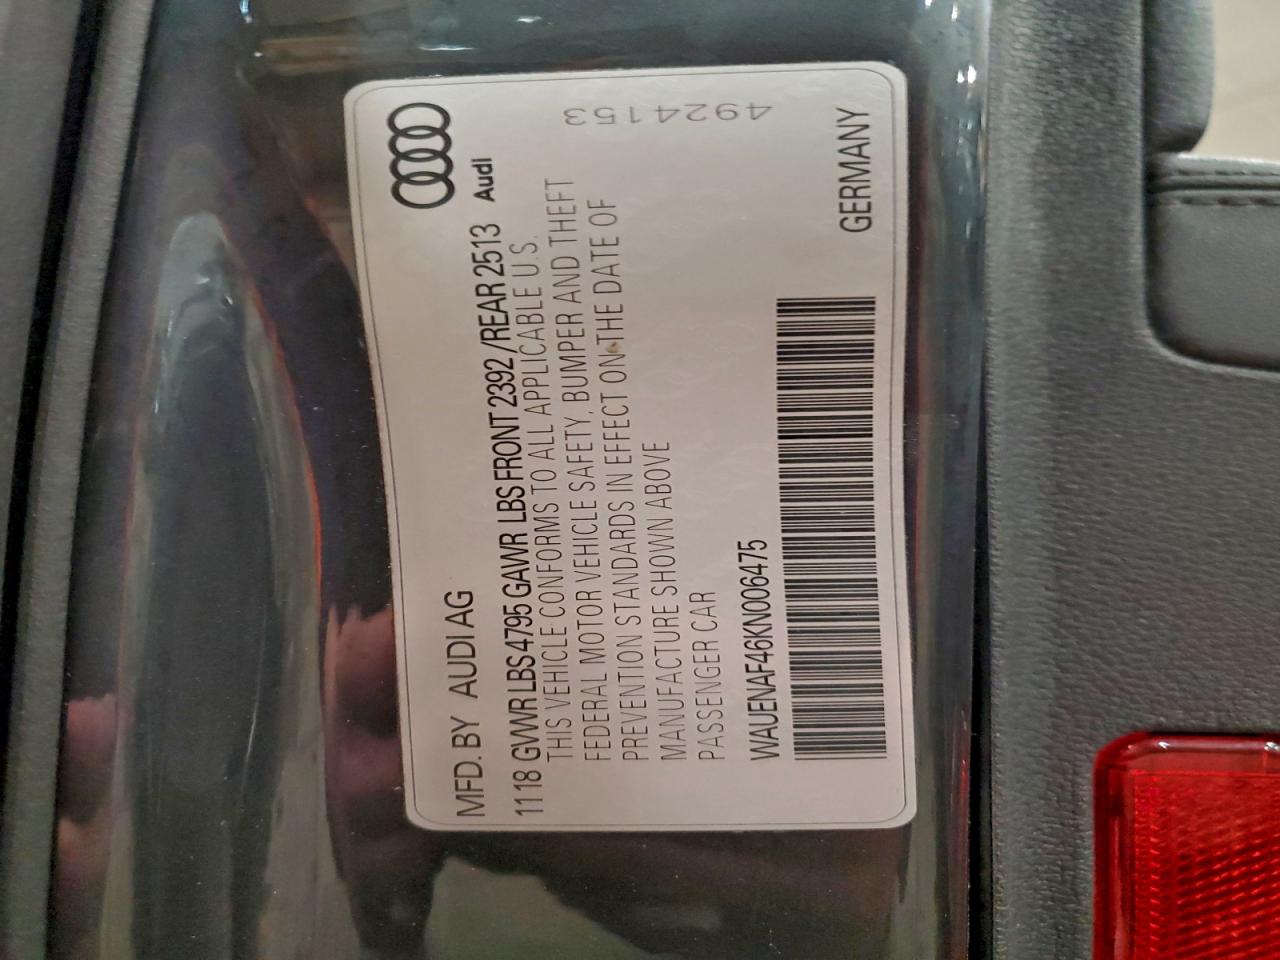 MFD. BY AUDI AG
1118 GVWR LBS 4795 GAWR LBS FRONT 2392 /REAR 2513
Audi
THIS VEHICLE CONFORMS TO ALL APPLICABLE U.S.
FEDERAL MOTOR VEHICLE SAFETY, BUMPER AND THEFT
PREVENTION STANDARDS IN EFFECT ON THE DATE OF
MANUFACTURE SHOWN ABOVE
PASSENGER CAR
4924153
WAUENAF46KN006475
GERMANY